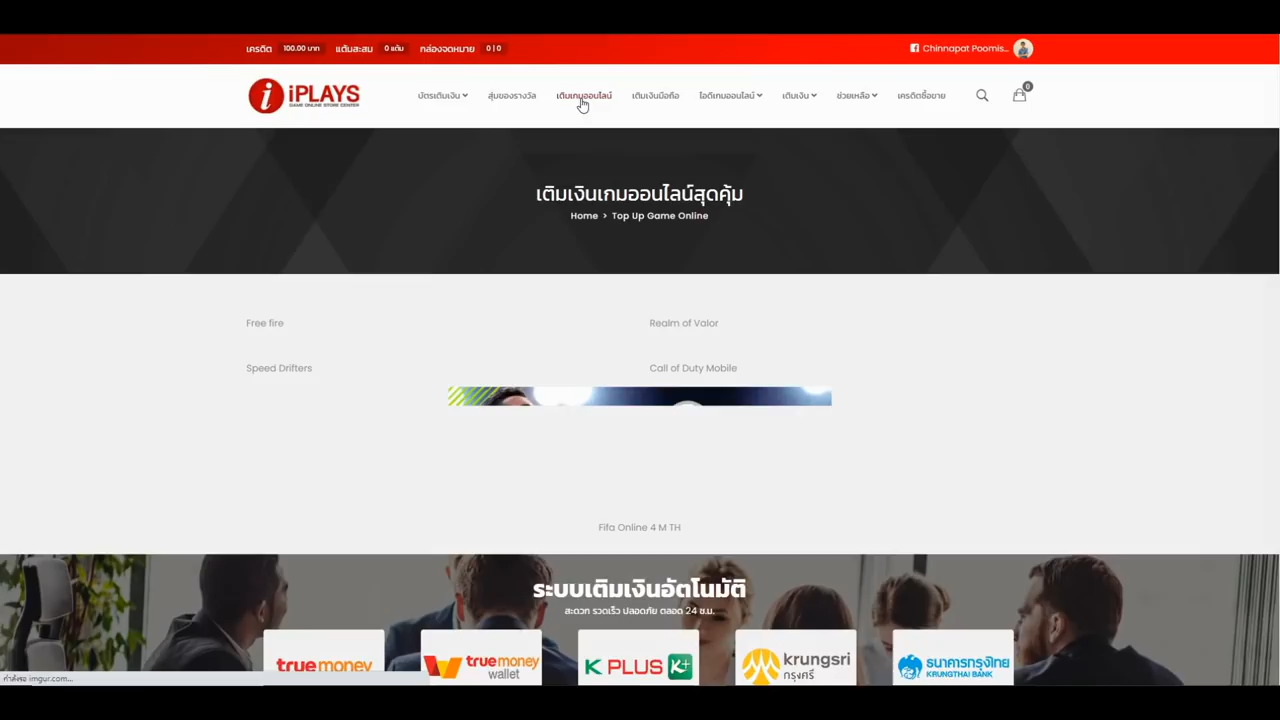 เครดิต 100.00 บาท แต้มสะสม 0 แต้ม กล่องจดหมาย 0 | 0 Chinnapat Poomis...
i iPLAYS
GAME ONLINE STORE CENTER
บัตรเติมเงิน สุ่มของรางวัล เติมเกมออนไลน์ เติมเงินมือถือ ไอดีเกมออนไลน์ เติมเงิน ช่วยเหลือ เครดิตซื้อขาย 0
เติมเงินเกมออนไลน์สุดคุ้ม
Home > Top Up Game Online
Free fire Realm of Valor
Speed Drifters Call of Duty Mobile
Fifa Online 4 M TH
ระบบเติมเงินอัตโนมัติ
สะดวก รวดเร็ว ปลอดภัย ตลอด 24 ช.ม.
truemoney truemoney wallet K PLUS K+ krungsri กรุงศรี ธนาคารกรุงไทย KRUNGTHAI BANK
กำลังรอ imgur.com...